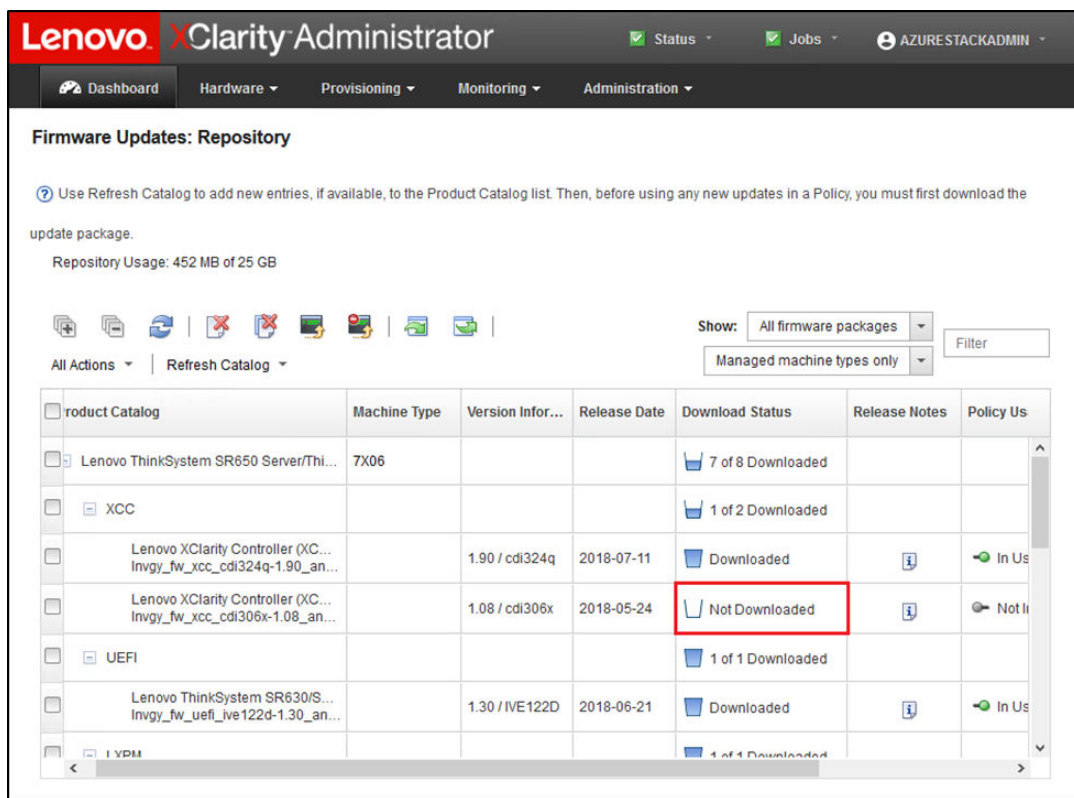 Lenovo. XClarity Administrator
Status
Jobs
AZURESTACKADMIN
Dashboard
Hardware
Provisioning
Monitoring
Administration
Firmware Updates: Repository
Use Refresh Catalog to add new entries, if available, to the Product Catalog list. Then, before using any new updates in a Policy, you must first download the
update package.
Repository Usage: 452 MB of 25 GB
Show: All firmware packages
Filter
All Actions
Refresh Catalog
Managed machine types only
roduct Catalog Machine Type Version Infor... Release Date Download Status Release Notes Policy Us
Lenovo ThinkSystem SR650 Server/Thi... 7X06 7 of 8 Downloaded
XCC 1 of 2 Downloaded
Lenovo XClarity Controller (XC...
lnvgy_fw_xcc_cdi324q-1.90_an...
1.90 / cdi324q 2018-07-11 Downloaded In Us
Lenovo XClarity Controller (XC...
lnvgy_fw_xcc_cdi306x-1.08_an...
1.08 / cdi306x 2018-05-24 Not Downloaded Not I
UEFI 1 of 1 Downloaded
Lenovo ThinkSystem SR630/S...
lnvgy_fw_uefi_ive122d-1.30_an...
1.30 / IVE122D 2018-06-21 Downloaded In Us
LXPM 1 of 1 Downloaded